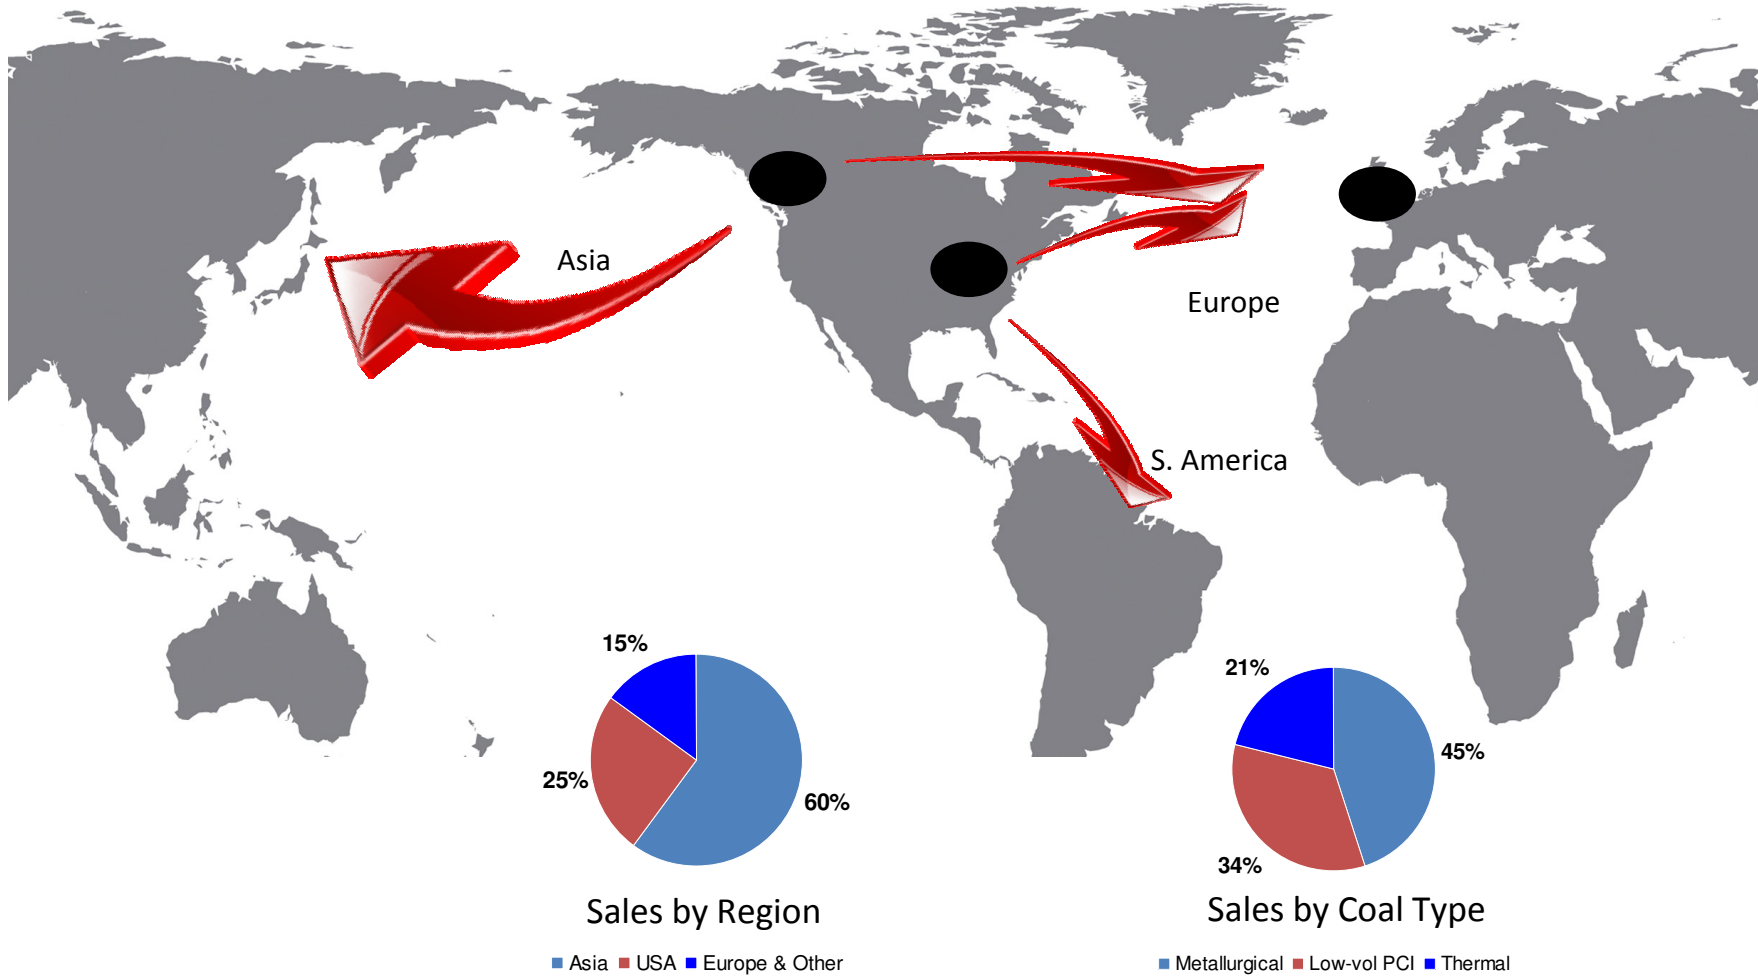 Asia
Europe
S. America
15%
25%
60%
Sales by Region
Asia USA Europe & Other
21%
45%
34%
Sales by Coal Type
Metallurgical Low-vol PCI Thermal